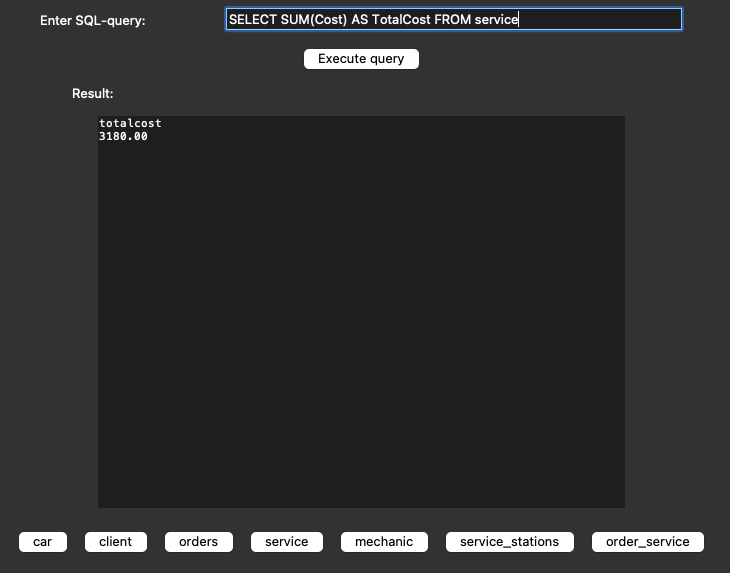 Enter SQL-query: SELECT SUM(Cost) AS TotalCost FROM service
Execute query
Result:
totalcost
3180.00
car client orders service mechanic service_stations order_service